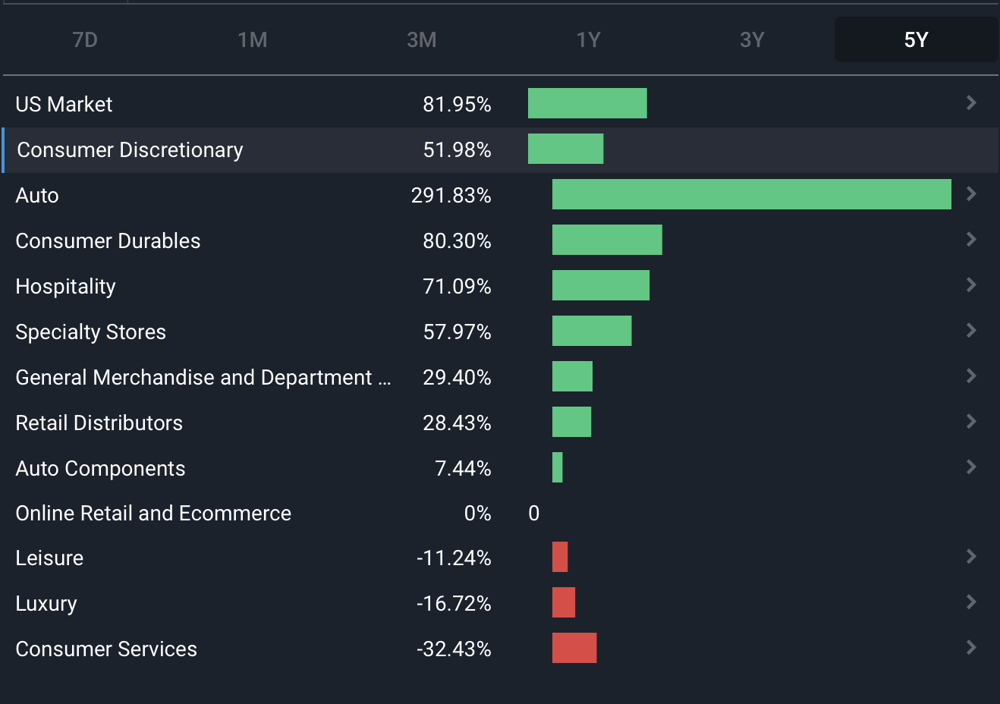 7D 1M 3M 1Y 3Y 5Y
US Market 81.95%
Consumer Discretionary 51.98%
Auto 291.83%
Consumer Durables 80.30%
Hospitality 71.09%
Specialty Stores 57.97%
General Merchandise and Department ... 29.40%
Retail Distributors 28.43%
Auto Components 7.44%
Online Retail and Ecommerce 0% 0
Leisure -11.24%
Luxury -16.72%
Consumer Services -32.43%